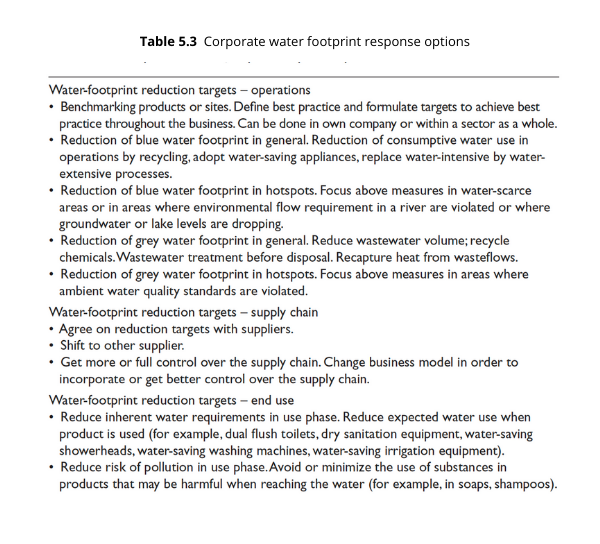 Table 5.3 Corporate water footprint response options
Water-footprint reduction targets – operations
• Benchmarking products or sites. Define best practice and formulate targets to achieve best
practice throughout the business. Can be done in own company or within a sector as a whole.
• Reduction of blue water footprint in general. Reduction of consumptive water use in
operations by recycling, adopt water-saving appliances, replace water-intensive by water-
extensive processes.
• Reduction of blue water footprint in hotspots. Focus above measures in water-scarce
areas or in areas where environmental flow requirement in a river are violated or where
groundwater or lake levels are dropping.
• Reduction of grey water footprint in general. Reduce wastewater volume; recycle
chemicals. Wastewater treatment before disposal. Recapture heat from wasteflows.
• Reduction of grey water footprint in hotspots. Focus above measures in areas where
ambient water quality standards are violated.
Water-footprint reduction targets – supply chain
• Agree on reduction targets with suppliers.
• Shift to other supplier.
• Get more or full control over the supply chain. Change business model in order to
incorporate or get better control over the supply chain.
Water-footprint reduction targets – end use
• Reduce inherent water requirements in use phase. Reduce expected water use when
product is used (for example, dual flush toilets, dry sanitation equipment, water-saving
showerheads, water-saving washing machines, water-saving irrigation equipment).
• Reduce risk of pollution in use phase. Avoid or minimize the use of substances in
products that may be harmful when reaching the water (for example, in soaps, shampoos).